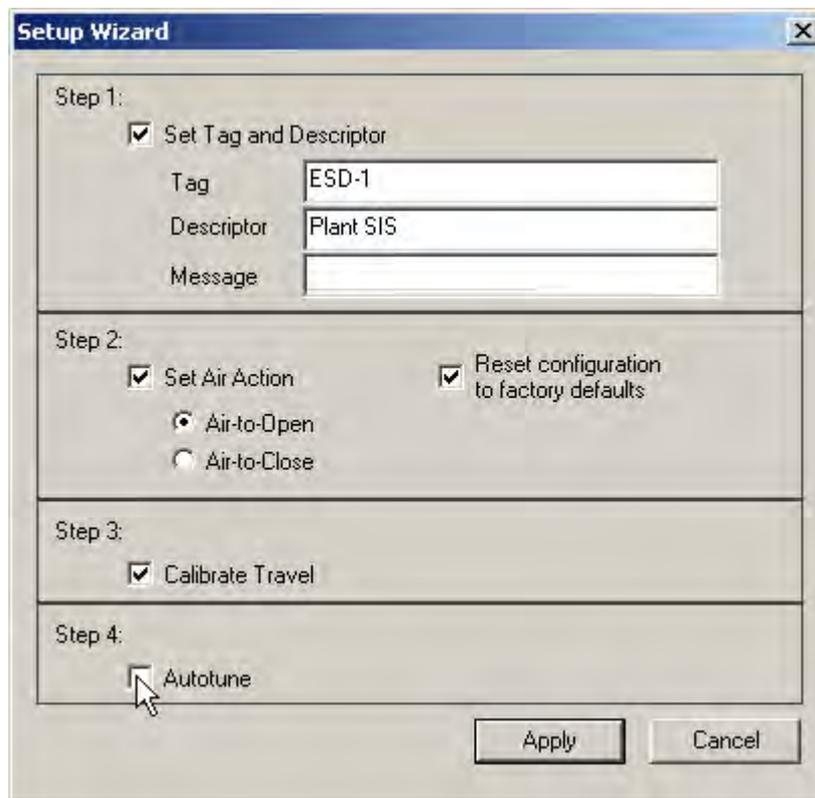 Setup Wizard
Step 1:
Set Tag and Descriptor
Tag ESD-1
Descriptor Plant SIS
Message
Step 2:
Set Air Action
Reset configuration
to factory defaults
Air-to-Open
Air-to-Close
Step 3:
Calibrate Travel
Step 4:
Autotune
Apply
Cancel